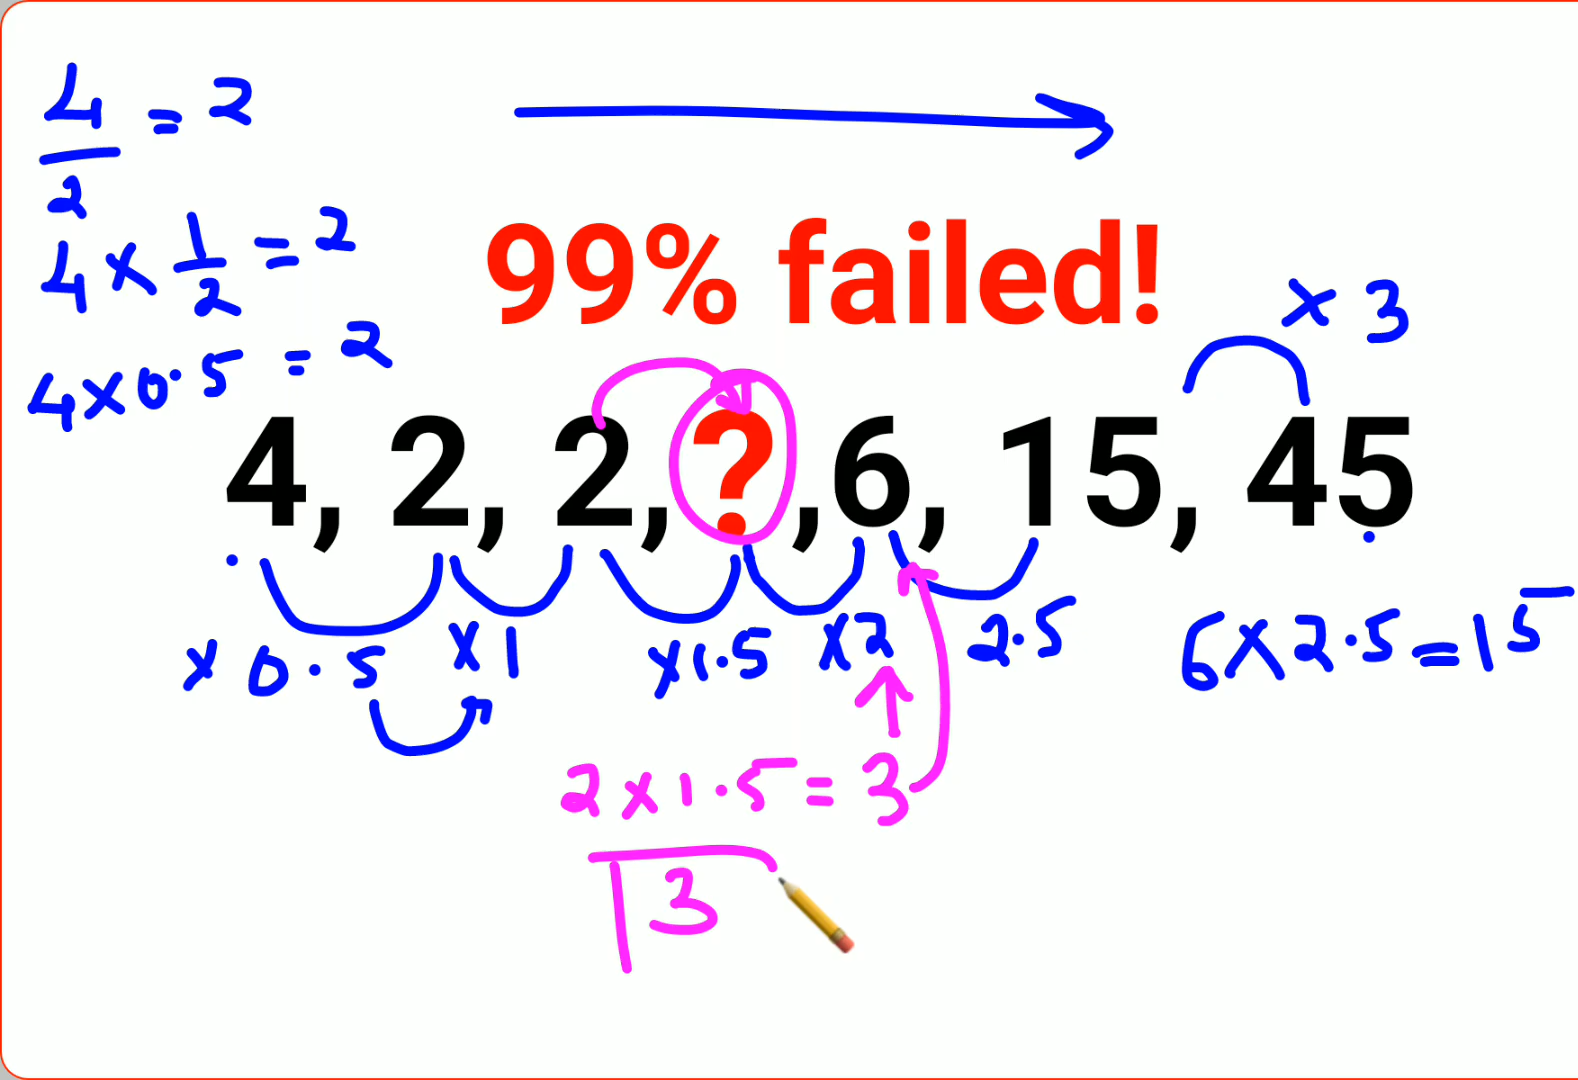 4/2 = 2
4 × 1/2 = 2
4×0.5 = 2
99% failed!
× 3
4, 2, 2, ?, 6, 15, 45
× 0.5
×1
×1.5
×2
2.5
6×2.5=15
2×1.5=3
3